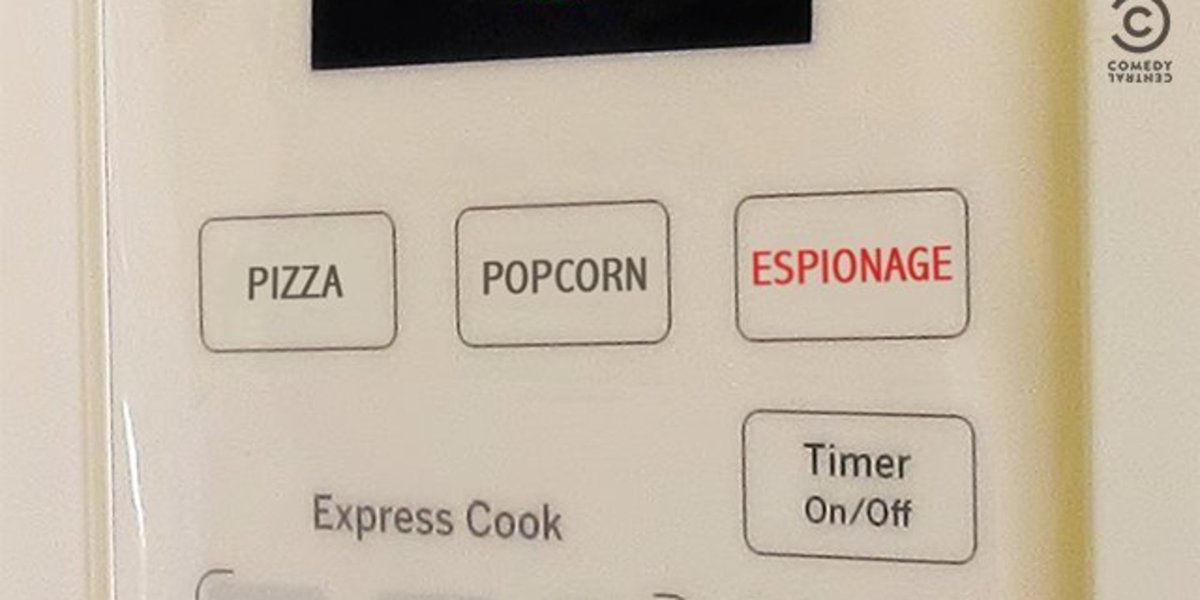 COMEDY
CENTRAL
PIZZA
POPCORN
ESPIONAGE
Timer
On/Off
Express Cook